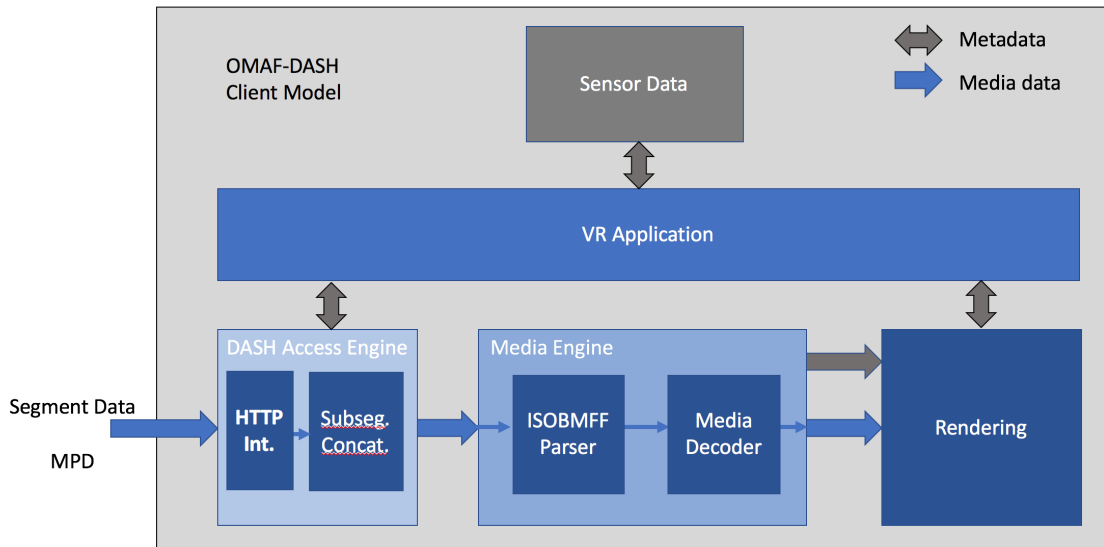 OMAF-DASH
Client Model
Sensor Data
Metadata
Media data
VR Application
DASH Access Engine
HTTP
Int.
Subseg.
Concat.
Media Engine
ISOBMFF
Parser
Media
Decoder
Rendering
Segment Data
MPD